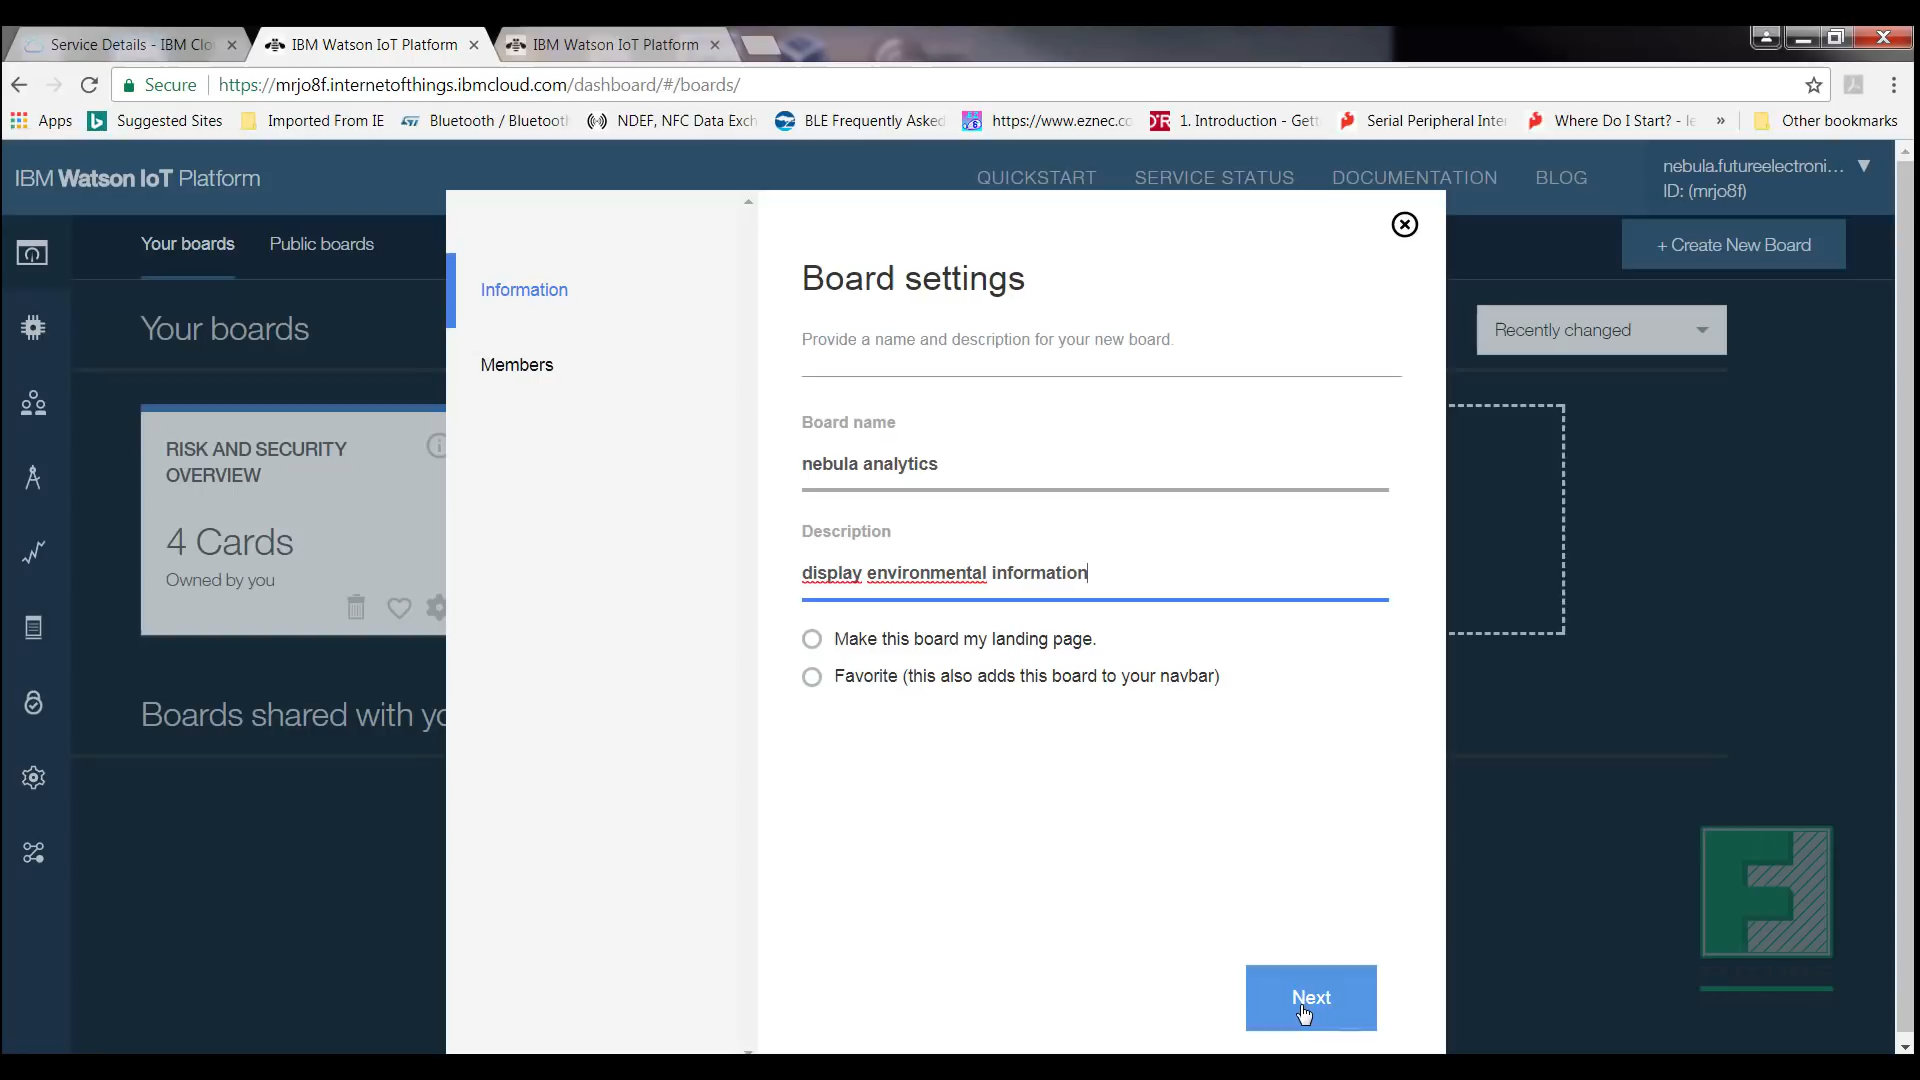 Service Details - IBM Clo
IBM Watson IoT Platform
IBM Watson IoT Platform
Secure
https://mrjo8f.internetofthings.ibmcloud.com/dashboard/#/boards/
Apps
Suggested Sites
Imported From IE
Bluetooth / Bluetoot
NDEF, NFC Data Exch
BLE Frequently Asked
https://www.eznec.co
1. Introduction - Gett
Serial Peripheral Inte
Where Do I Start? - le
»
Other bookmarks
IBM Watson IoT Platform
QUICKSTART
SERVICE STATUS
DOCUMENTATION
BLOG
nebula.futureelectroni...
ID: (mrjo8f)
Your boards
Public boards
+ Create New Board
Your boards
Recently changed
RISK AND SECURITY
OVERVIEW
4 Cards
Owned by you
Boards shared with yo
Information
Members
Board settings
Provide a name and description for your new board.
Board name
nebula analytics
Description
display environmental information
Make this board my landing page.
Favorite (this also adds this board to your navbar)
Next